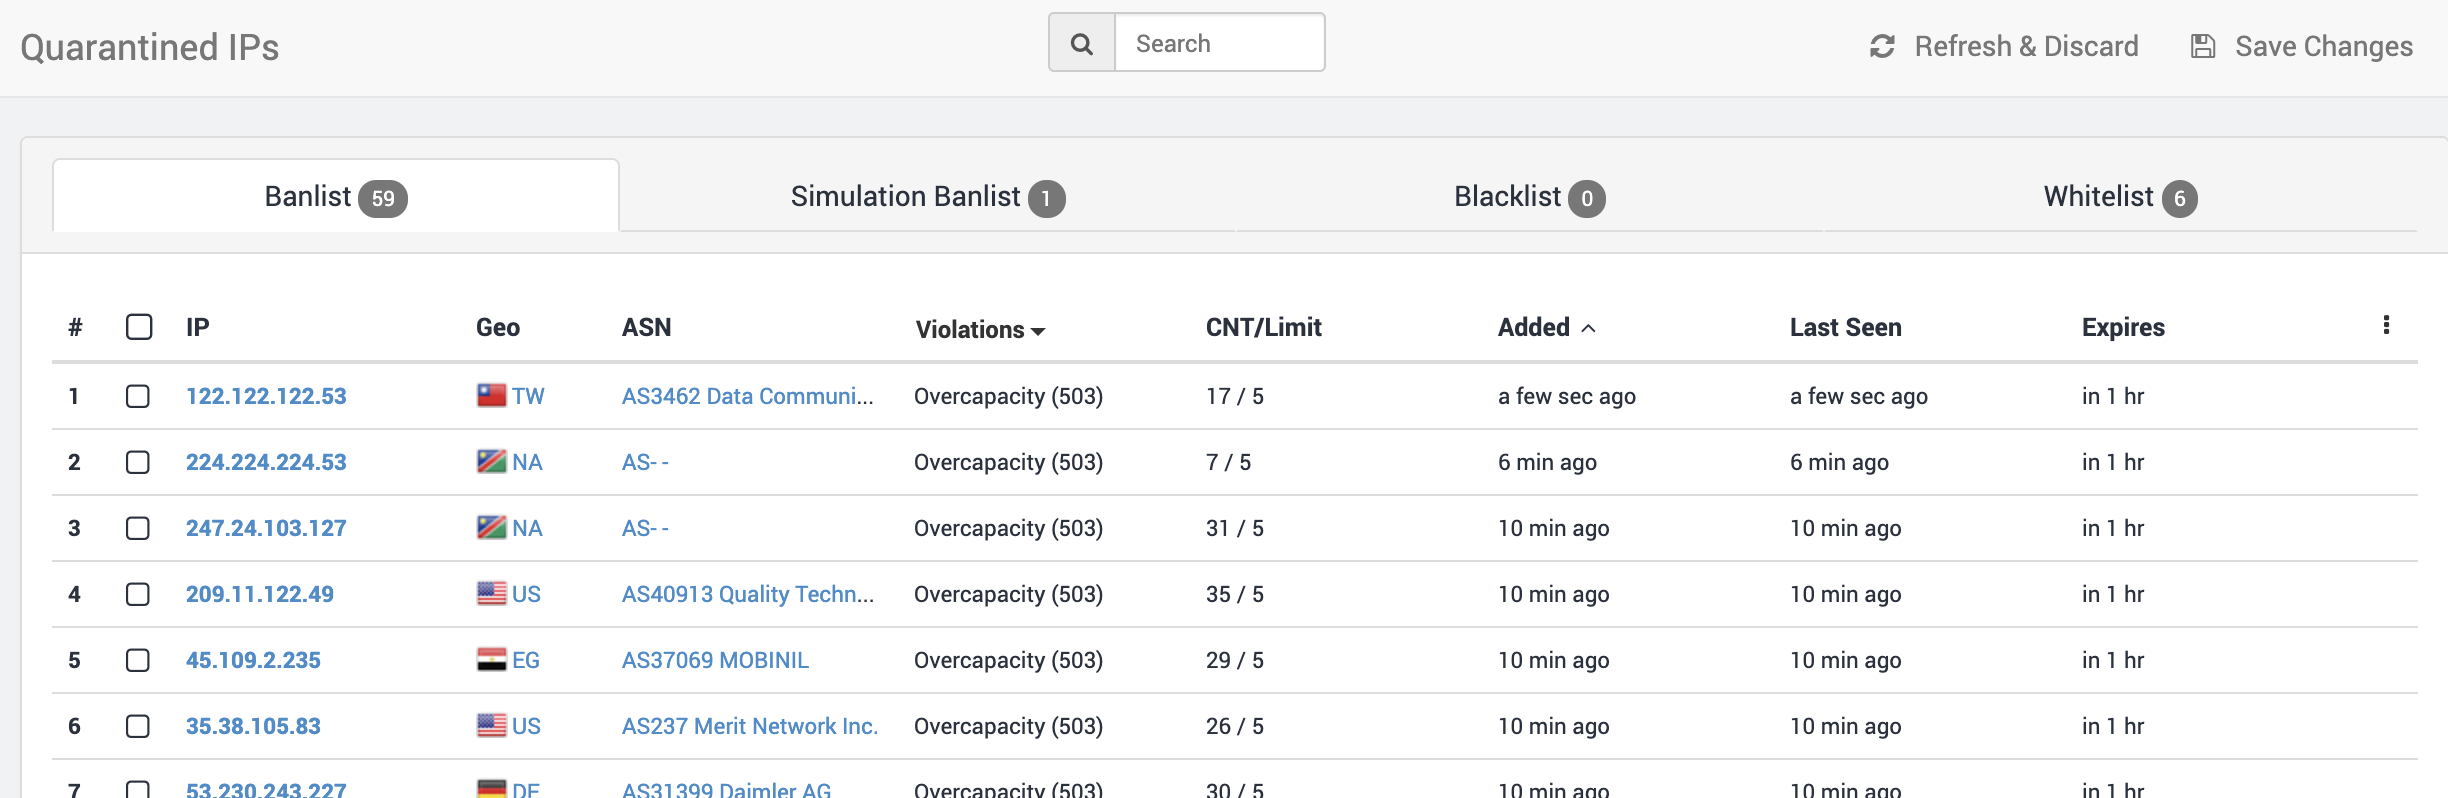 Quarantined IPs Search Refresh & Discard Save Changes
Banlist 59 Simulation Banlist 1 Blacklist 0 Whitelist 6
# IP Geo ASN Violations CNT/Limit Added Last Seen Expires
1 122.122.122.53 TW AS3462 Data Communi... Overcapacity (503) 17 / 5 a few sec ago a few sec ago in 1 hr
2 224.224.224.53 NA AS- - Overcapacity (503) 7 / 5 6 min ago 6 min ago in 1 hr
3 247.24.103.127 NA AS- - Overcapacity (503) 31 / 5 10 min ago 10 min ago in 1 hr
4 209.11.122.49 US AS40913 Quality Techn... Overcapacity (503) 35 / 5 10 min ago 10 min ago in 1 hr
5 45.109.2.235 EG AS37069 MOBINIL Overcapacity (503) 29 / 5 10 min ago 10 min ago in 1 hr
6 35.38.105.83 US AS237 Merit Network Inc. Overcapacity (503) 26 / 5 10 min ago 10 min ago in 1 hr
7 53.230.243.227 DE AS31399 Daimler AG Overcapacity (503) 30 / 5 10 min ago 10 min ago in 1 hr